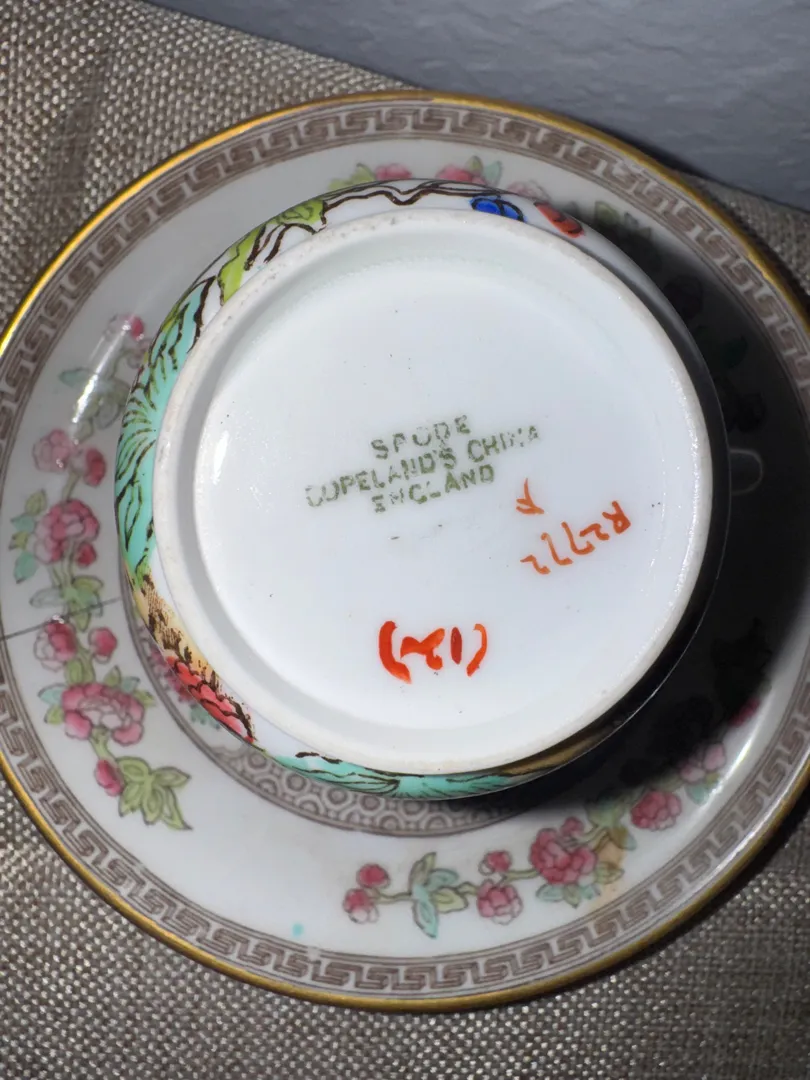 SPODE
COPELAND'S CHINA
ENGLAND
R2772